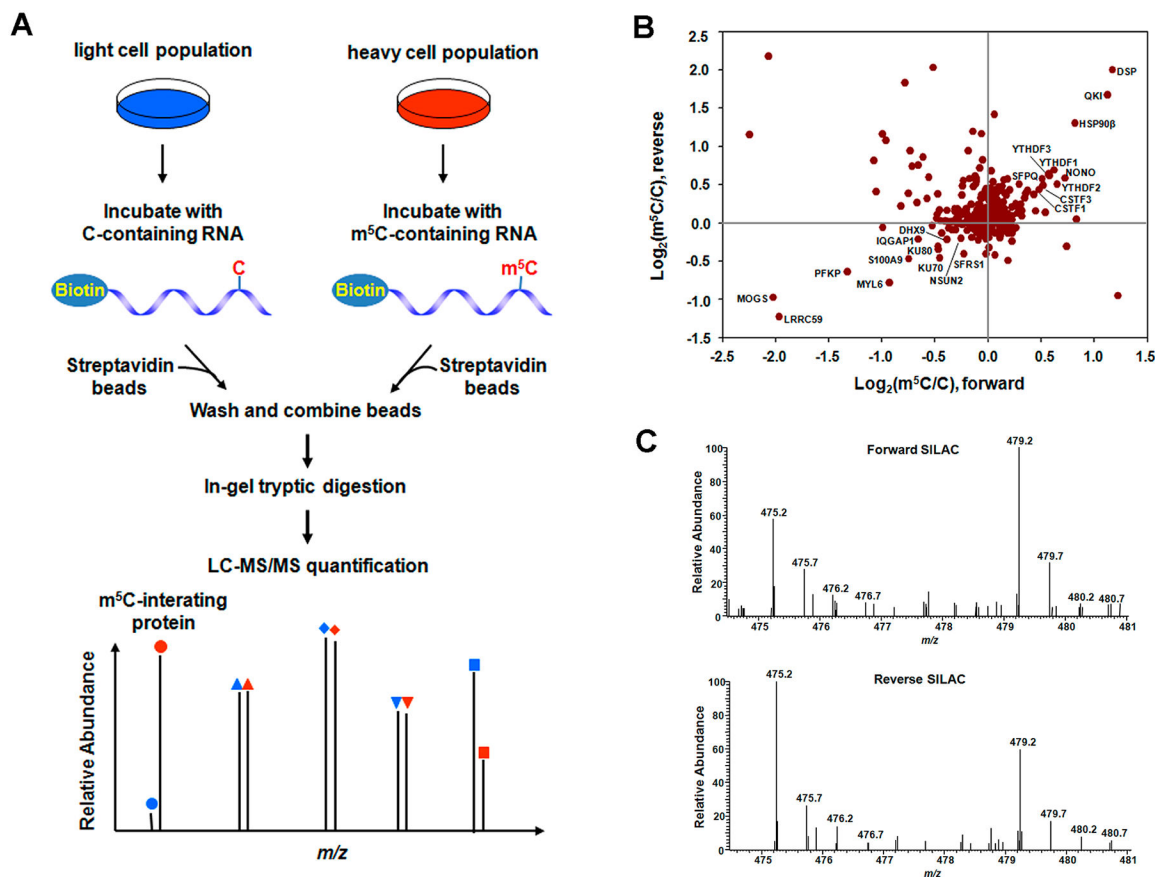 A
light cell population
heavy cell population
Incubate with
C-containing RNA
Incubate with
m⁵C-containing RNA
C
m⁵C
Biotin
Biotin
Streptavidin
beads
Streptavidin
beads
Wash and combine beads
In-gel tryptic digestion
LC-MS/MS quantification
m⁵C-interating
protein
Relative Abundance
m/z
B
Log₂(m⁵C/C), reverse
2.5
2.0
1.5
1.0
0.5
0.0
-0.5
-1.0
-1.5
DSP
QKI
HSP90β
YTHDF3
YTHDF1
SFPQ
NONO
YTHDF2
CSTF3
CSTF1
DHX9
IQGAP1
KU80
S100A9
KU70
SFRS1
NSUN2
PFKP
MYL6
MOGS
LRRC59
-2.5 -2.0 -1.5 -1.0 -0.5 0.0 0.5 1.0 1.5
Log₂(m⁵C/C), forward
C
Forward SILAC
Relative Abundance
100
80
60
40
20
0
475.2
475.7
476.2
476.7
479.2
479.7
480.2
480.7
475 476 477 478 479 480 481
m/z
Reverse SILAC
Relative Abundance
100
80
60
40
20
0
475.2
475.7
476.2
476.7
479.2
479.7
480.2
480.7
475 476 477 478 479 480 481
m/z